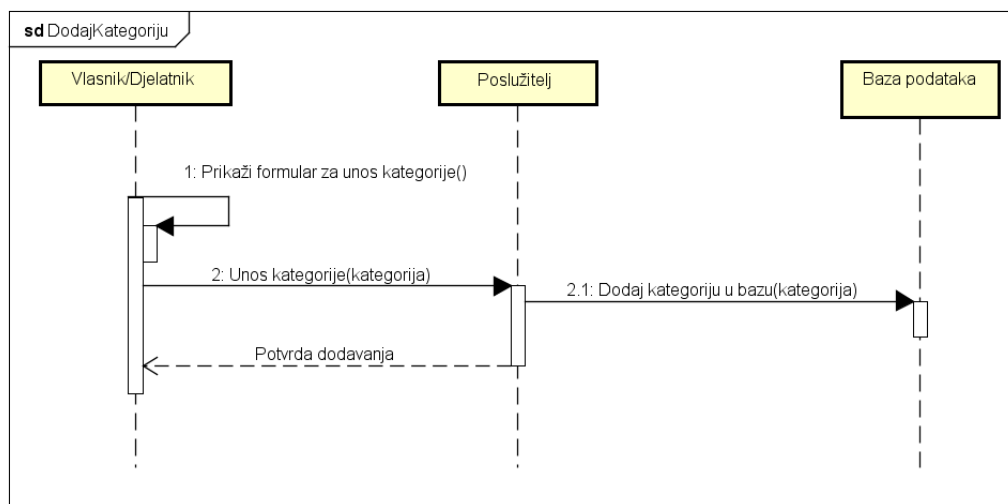 sd DodajKategoriju
Vlasnik/Djelatnik
Poslužitelj
Baza podataka
1: Prikaži formular za unos kategorije()
2: Unos kategorije(kategorija)
2.1: Dodaj kategoriju u bazu(kategorija)
Potvrda dodavanja